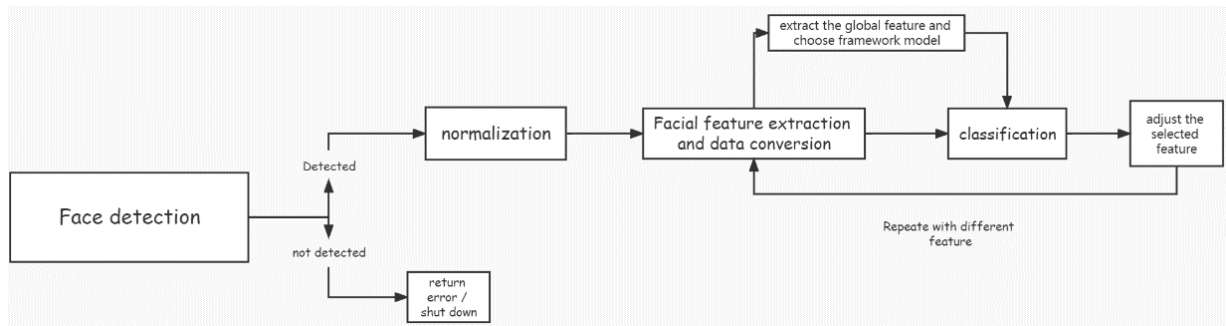 Face detection
Detected
not detected
return
error /
shut down
normalization
Facial feature extraction
and data conversion
extract the global feature and
choose framework model
classification
adjust the
selected
feature
Repeat with different
feature